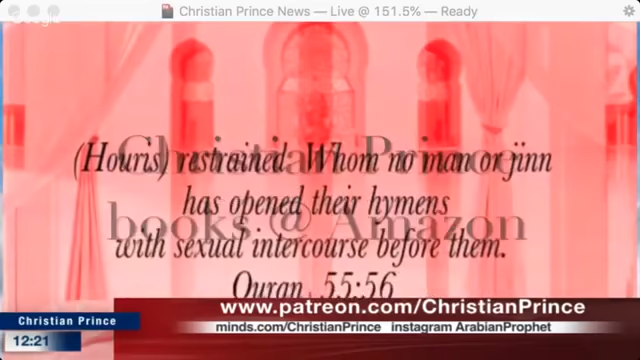 Christian Prince News — Live @ 151.5% — Ready
Google
(Houris) restrained Whom no man or jinn
has opened their hymens
with sexual intercourse before them.
Quran 55:56
Christian Prince
books @ Amazon
www.patreon.com/ChristianPrince
minds.com/ChristianPrince instagram ArabianProphet
Christian Prince
12:21